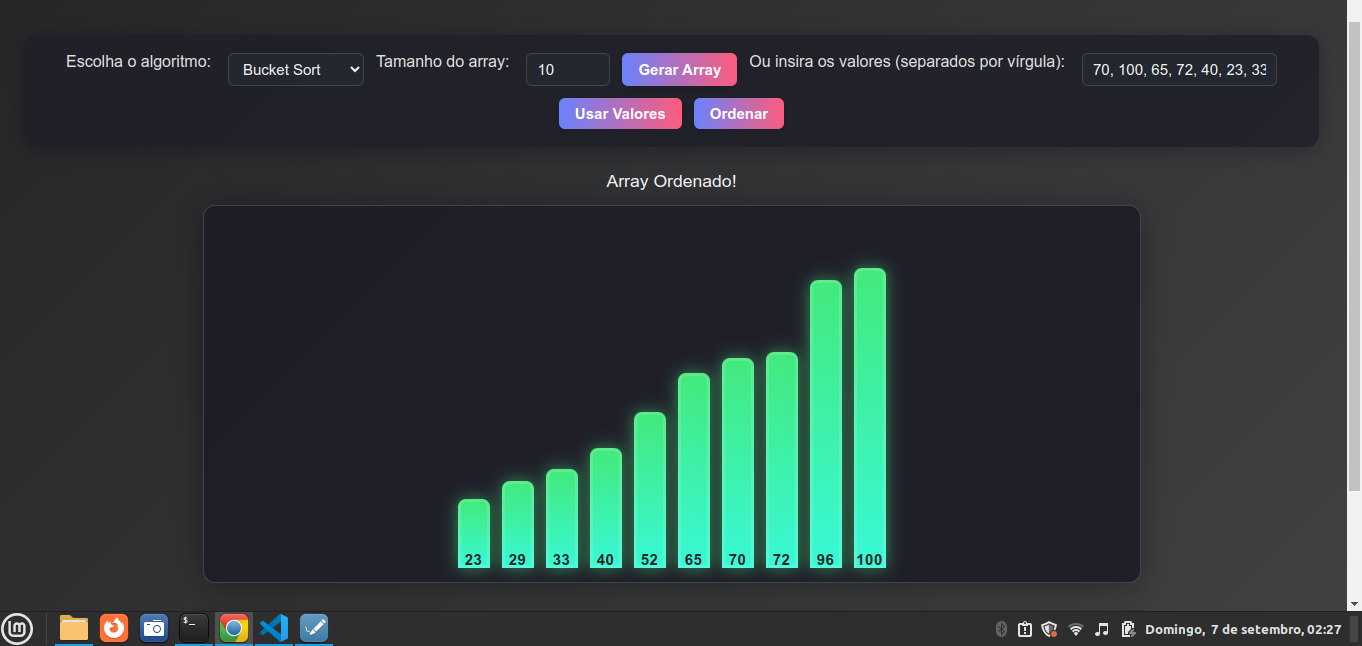 Escolha o algoritmo: Bucket Sort Tamanho do array: 10 Gerar Array Ou insira os valores (separados por vírgula): 70, 100, 65, 72, 40, 23, 33
Usar Valores Ordenar
Array Ordenado!
23 29 33 40 52 65 70 72 96 100
$_ Domingo, 7 de setembro, 02:27